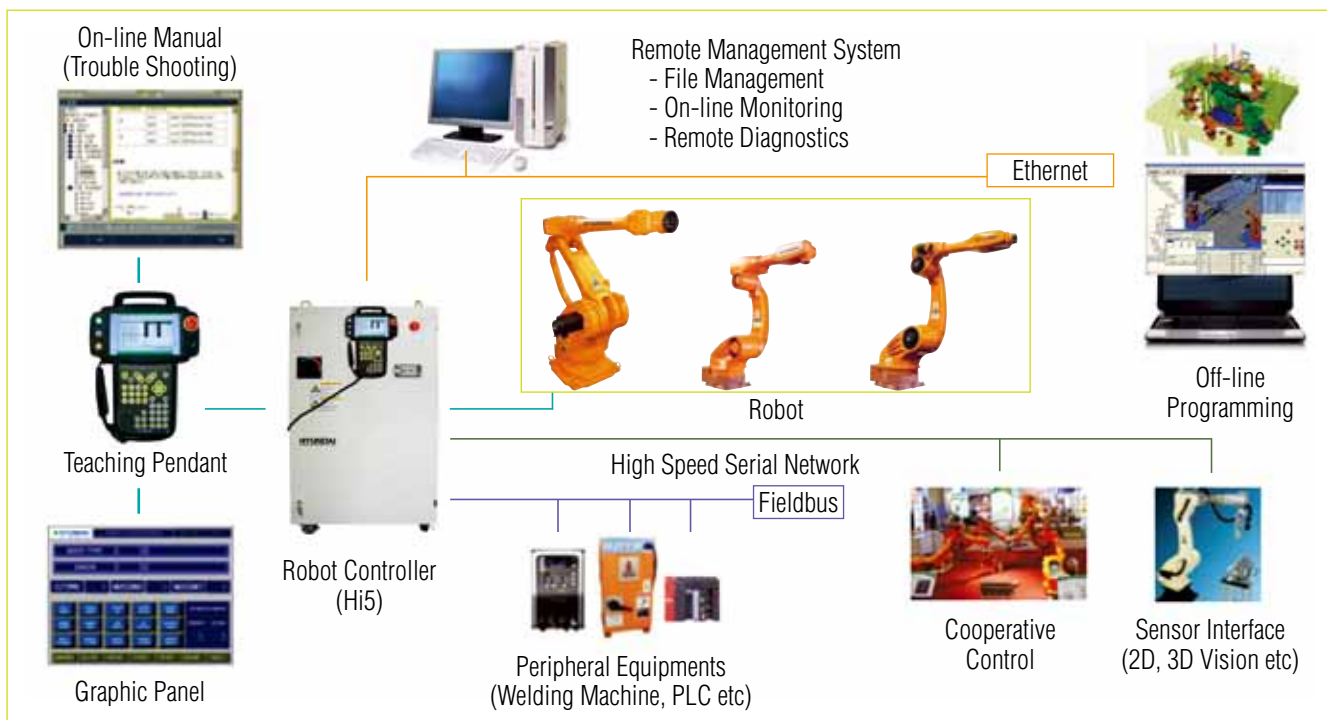 On-line Manual
(Trouble Shooting)
Remote Management System
- File Management
- On-line Monitoring
- Remote Diagnostics
Ethernet
Robot
Off-line
Programming
Teaching Pendant
HYUNDAI
High Speed Serial Network
Fieldbus
Robot Controller
(Hi5)
Graphic Panel
Peripheral Equipments
(Welding Machine, PLC etc)
Cooperative
Control
Sensor Interface
(2D, 3D Vision etc)